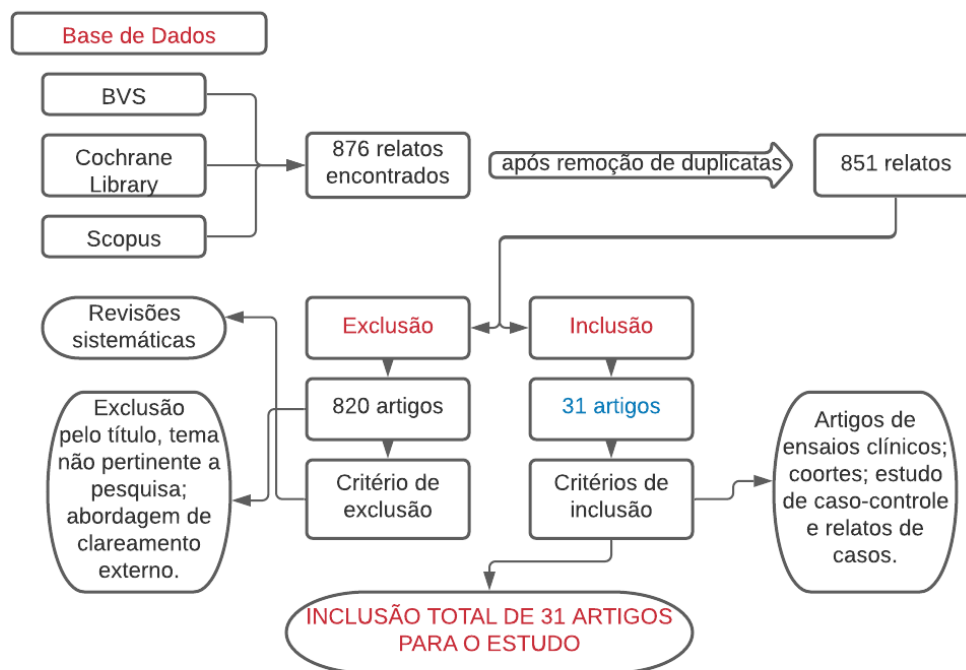 Base de Dados
BVS
Cochrane
Library
Scopus
876 relatos
encontrados
após remoção de duplicatas
851 relatos
Revisões
sistemáticas
Exclusão
Inclusão
820 artigos
31 artigos
Exclusão
pelo título, tema
não pertinente a
pesquisa;
abordagem de
clareamento
externo.
Critério de
exclusão
Critérios de
inclusão
Artigos de
ensaios clínicos;
coortes; estudo
de caso-controle
e relatos de
casos.
INCLUSÃO TOTAL DE 31 ARTIGOS
PARA O ESTUDO